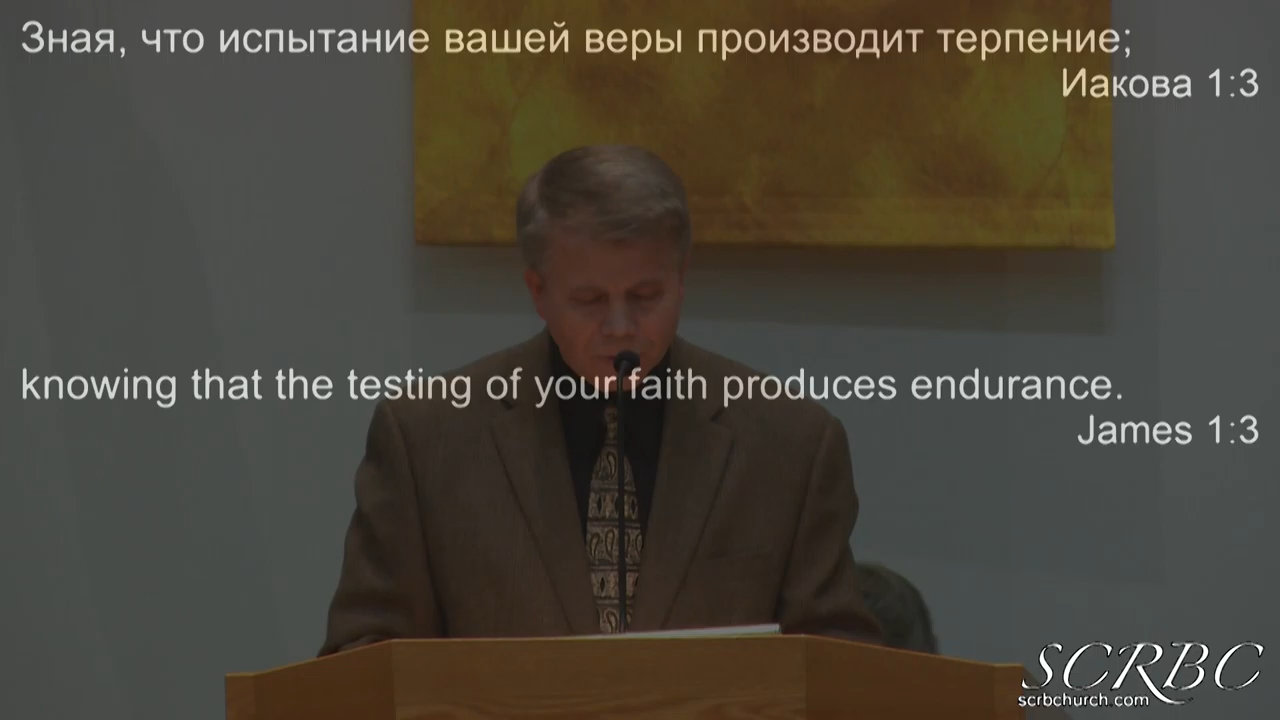 Зная, что испытание вашей веры производит терпение;
Иакова 1:3
knowing that the testing of your faith produces endurance.
James 1:3
SCRBC
scrbchurch.com